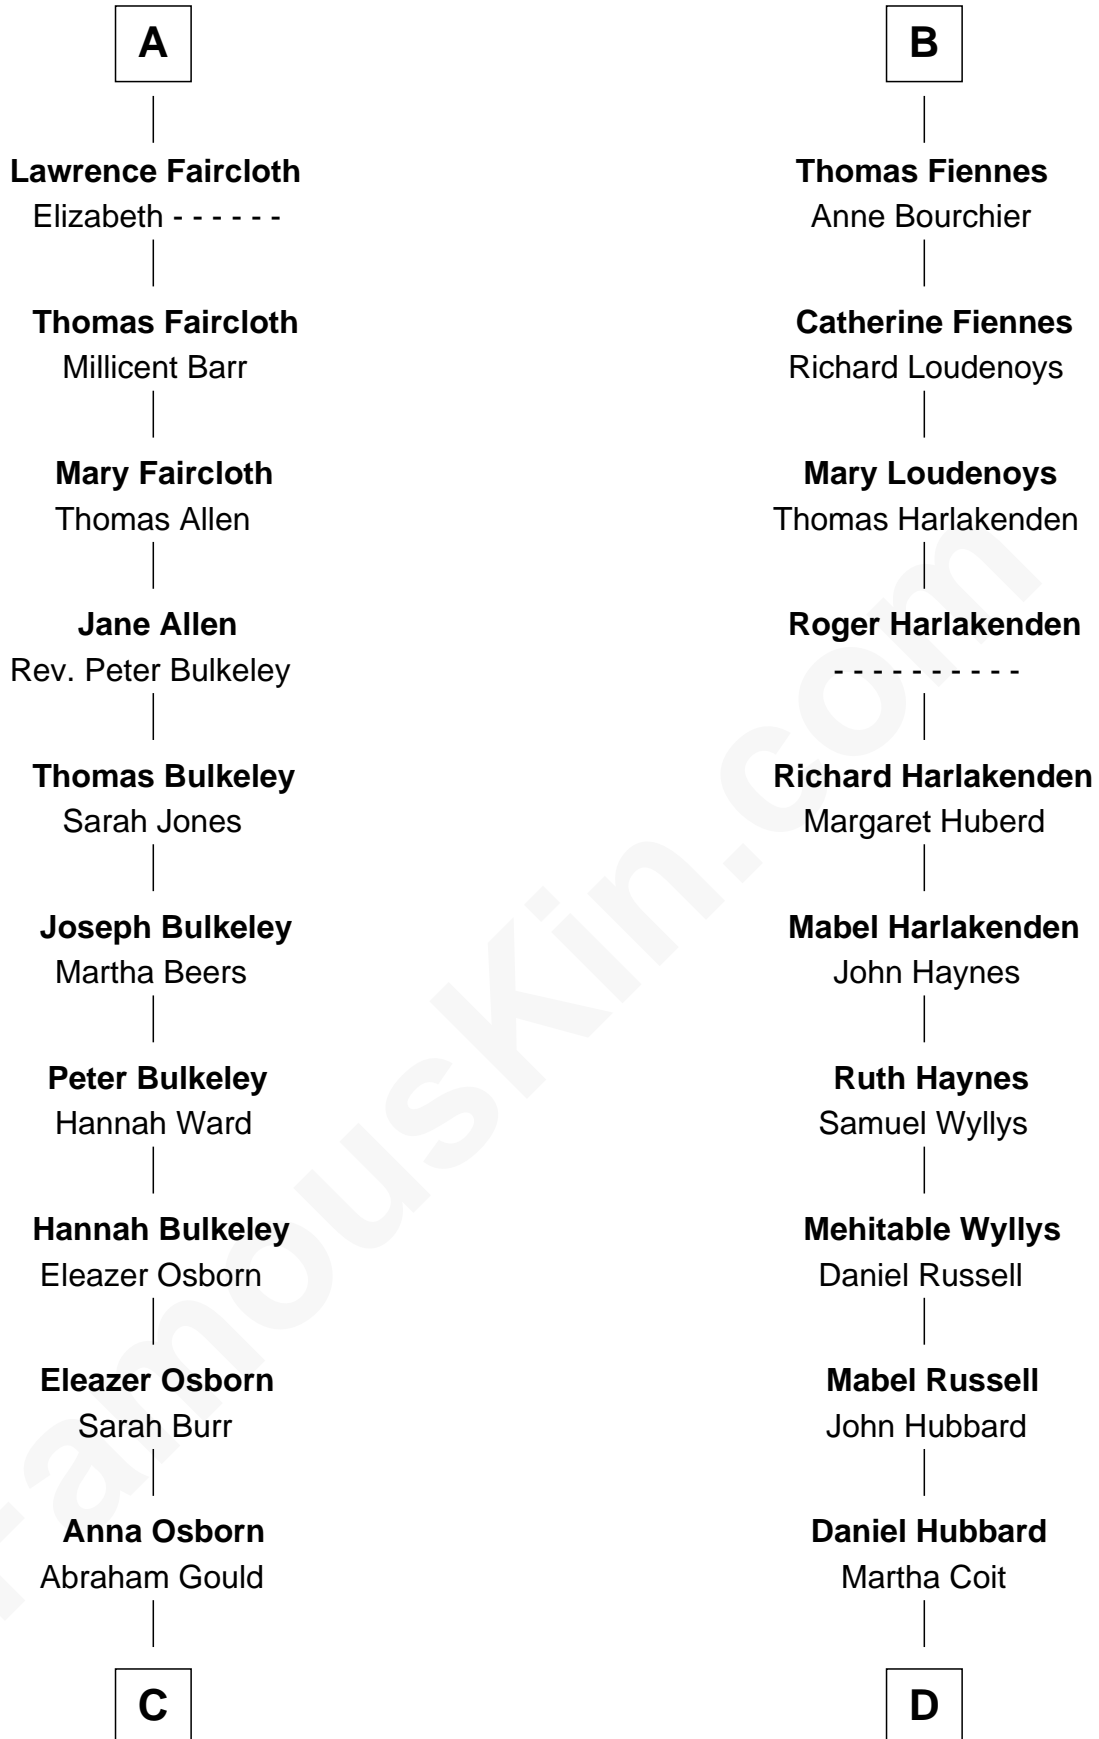 A
Lawrence Faircloth
Elizabeth - - - - - -
Thomas Faircloth
Millicent Barr
Mary Faircloth
Thomas Allen
Jane Allen
Rev. Peter Bulkeley
Thomas Bulkeley
Sarah Jones
Joseph Bulkeley
Martha Beers
Peter Bulkeley
Hannah Ward
Hannah Bulkeley
Eleazer Osborn
Eleazer Osborn
Sarah Burr
Anna Osborn
Abraham Gould
C
B
Thomas Fiennes
Anne Bourchier
Catherine Fiennes
Richard Loudenoys
Mary Loudenoys
Thomas Harlakenden
Roger Harlakenden
- - - - - - - - - -
Richard Harlakenden
Margaret Huberd
Mabel Harlakenden
John Haynes
Ruth Haynes
Samuel Wyllys
Mehitable Wyllys
Daniel Russell
Mabel Russell
John Hubbard
Daniel Hubbard
Martha Coit
D
FamousKin.com